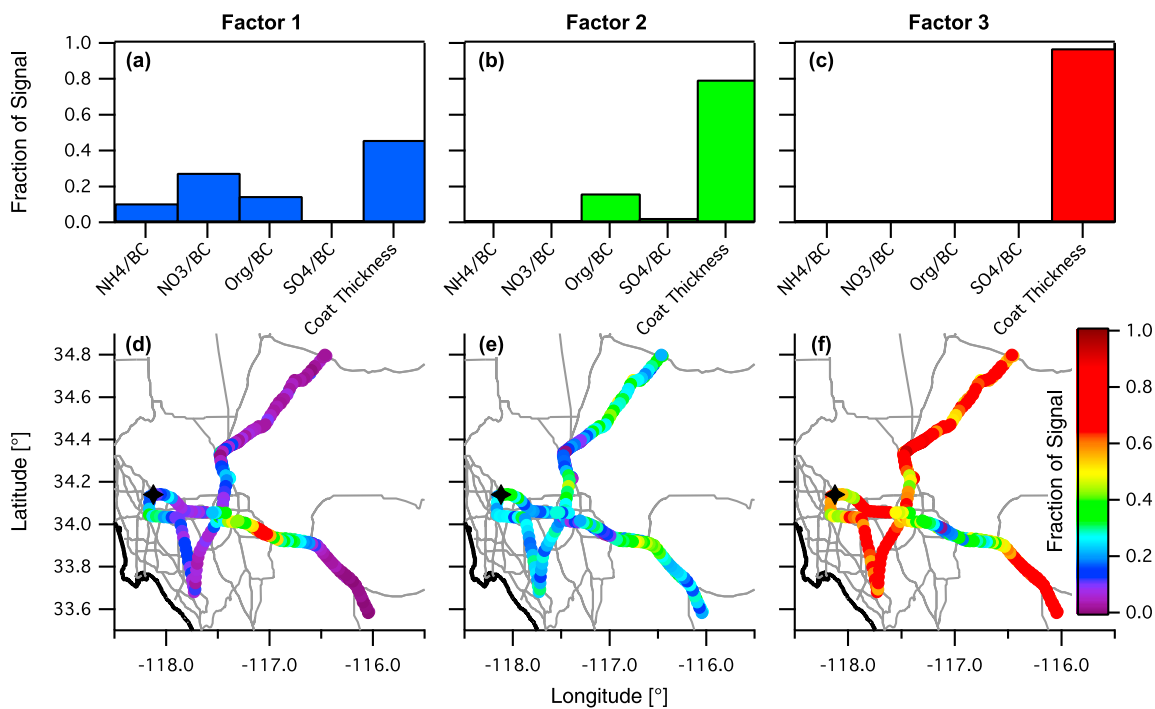 Factor 1 Factor 2 Factor 3
Fraction of Signal
1.0
0.8
0.6
0.4
0.2
0.0
(a) (b) (c)
NH4/BC NO3/BC Org/BC SO4/BC Coat Thickness
NH4/BC NO3/BC Org/BC SO4/BC Coat Thickness
NH4/BC NO3/BC Org/BC SO4/BC Coat Thickness
(d) (e) (f)
Latitude [°]
34.8
34.6
34.4
34.2
34.0
33.8
33.6
-118.0 -117.0 -116.0 -118.0 -117.0 -116.0 -118.0 -117.0 -116.0
Longitude [°]
Fraction of Signal
1.0
0.8
0.6
0.4
0.2
0.0